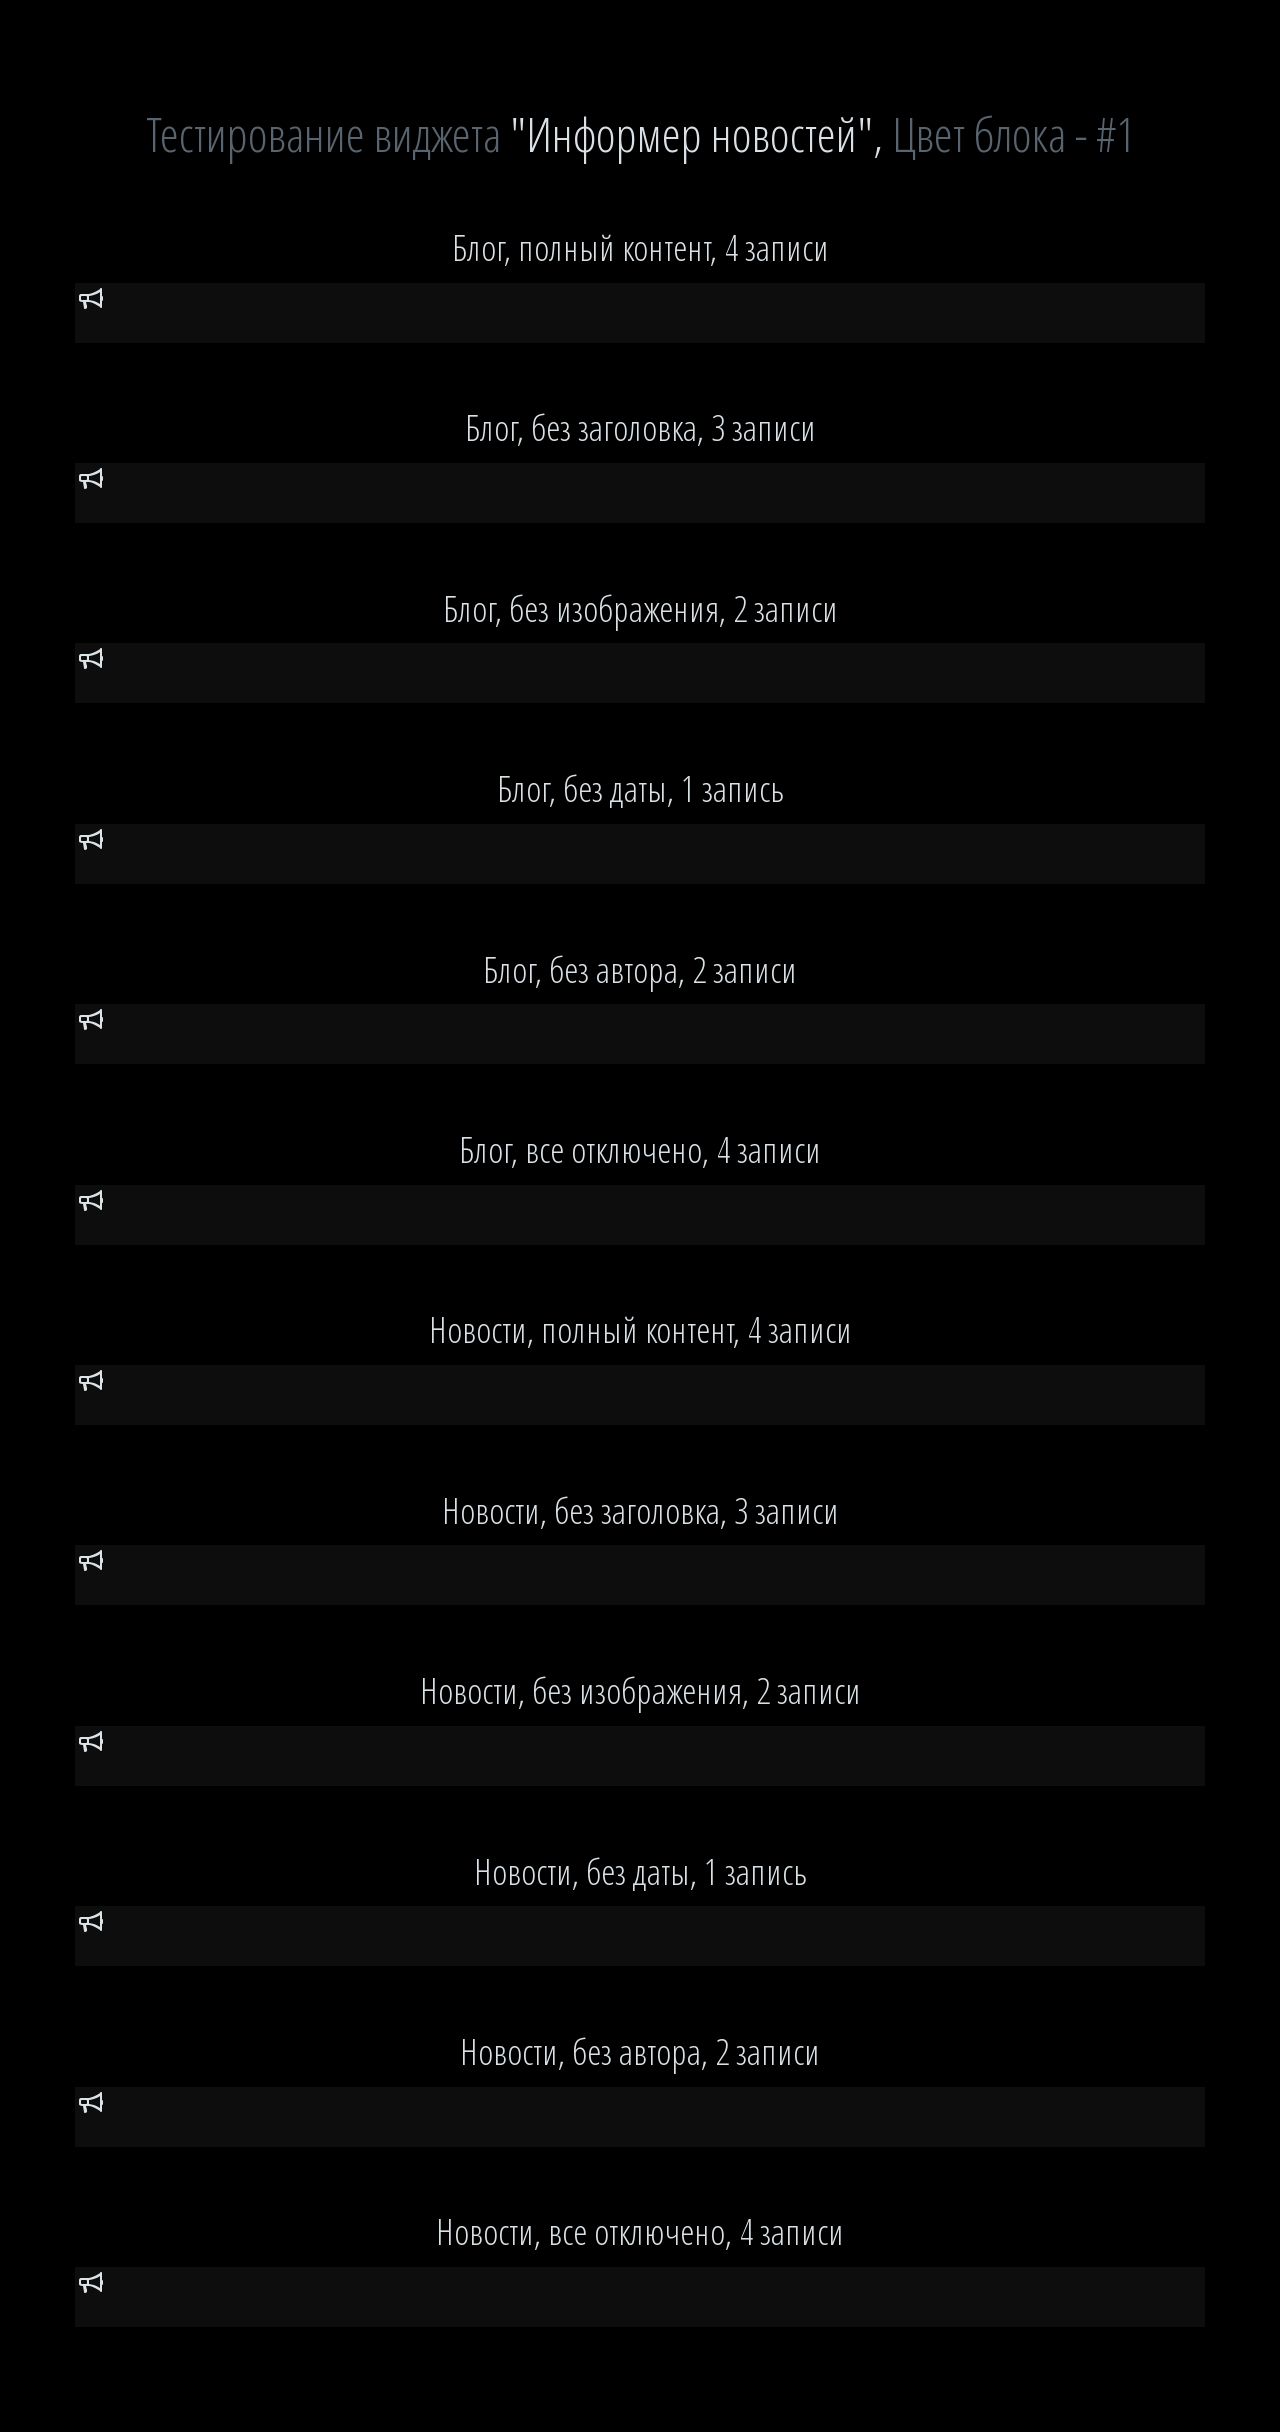 Тестирование виджета "Информер новостей", Цвет блока - #1
Блог, полный контент, 4 записи
Блог, без заголовка, 3 записи
Блог, без изображения, 2 записи
Блог, без даты, 1 запись
Блог, без автора, 2 записи
Блог, все отключено, 4 записи
Новости, полный контент, 4 записи
Новости, без заголовка, 3 записи
Новости, без изображения, 2 записи
Новости, без даты, 1 запись
Новости, без автора, 2 записи
Новости, все отключено, 4 записи